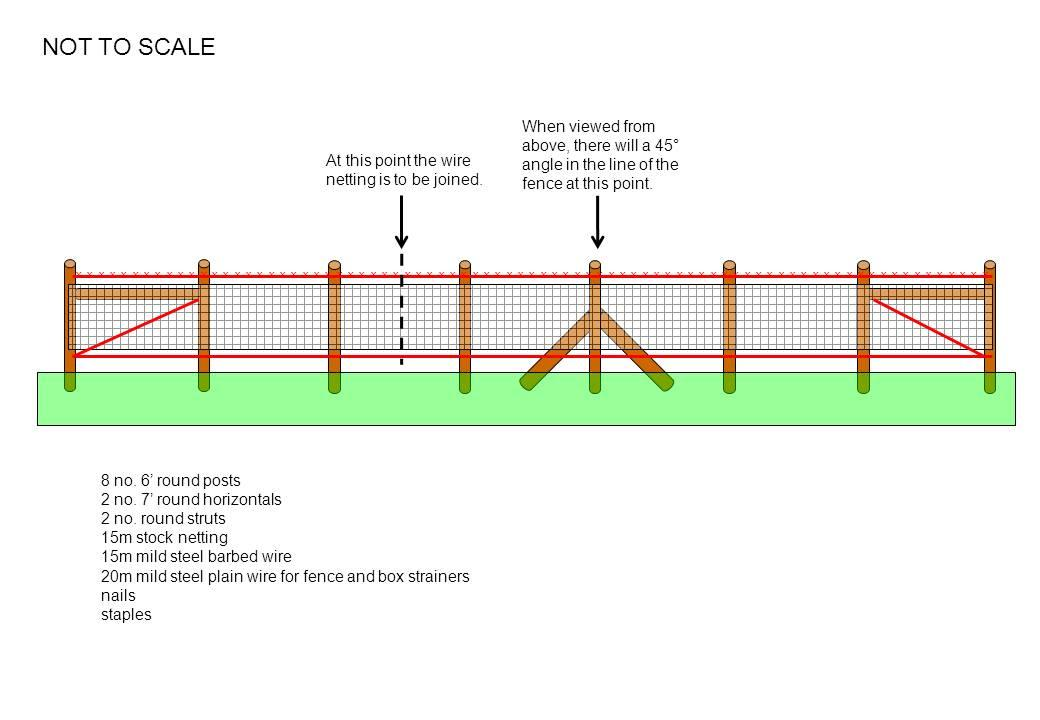 NOT TO SCALE
When viewed from
above, there will a 45°
angle in the line of the
fence at this point.
At this point the wire
netting is to be joined.
8 no. 6’ round posts
2 no. 7’ round horizontals
2 no. round struts
15m stock netting
15m mild steel barbed wire
20m mild steel plain wire for fence and box strainers
nails
staples